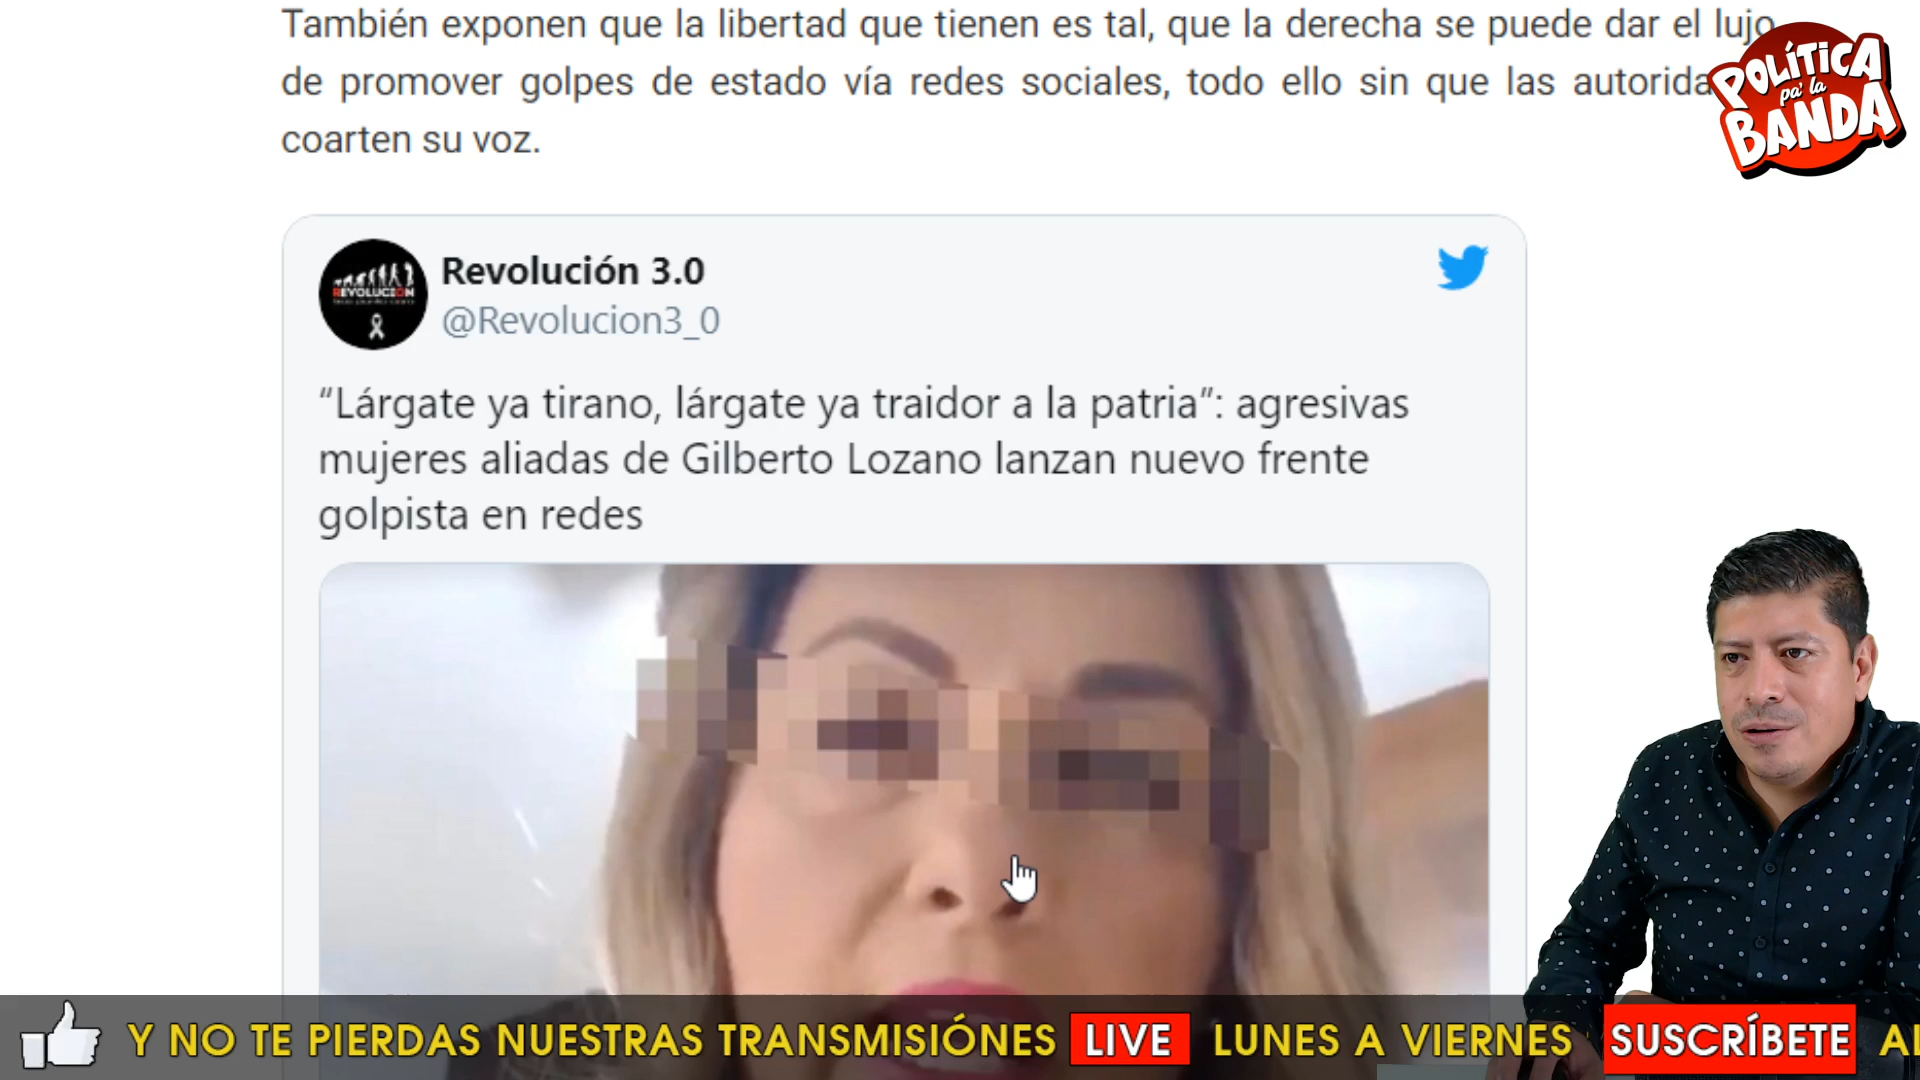 También exponen que la libertad que tienen es tal, que la derecha se puede dar el lujo
de promover golpes de estado vía redes sociales, todo ello sin que las autorida
coarten su voz.
POLÍTICA
pa' la
BANDA
Revolución 3.0
@Revolucion3_0
REVOLUCIÓN
“Lárgate ya tirano, lárgate ya traidor a la patria”: agresivas
mujeres aliadas de Gilberto Lozano lanzan nuevo frente
golpista en redes
Y NO TE PIERDAS NUESTRAS TRANSMISIÓNES LIVE LUNES A VIERNES SUSCRÍBETE